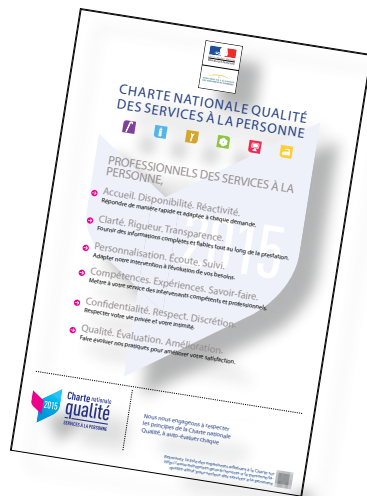 CHARTE NATIONALE QUALITÉ
DES SERVICES À LA PERSONNE
PROFESSIONNELS DES SERVICES À LA
PERSONNE,
Accueil. Disponibilité. Réactivité.
Répondre de manière rapide et adaptée à chaque demande.
Clarté. Rigueur. Transparence.
Fournir des informations complètes et fiables tout au long de la prestation.
Personnalisation. Écoute. Suivi.
Adapter notre intervention à l'évolution de vos besoins.
Compétences. Expériences. Savoir-faire.
Mettre à votre service des intervenants compétents et professionnels.
Confidentialité. Respect. Discrétion.
Respecter votre vie privée et votre intimité.
Qualité. Évaluation. Amélioration.
Faire évoluer nos pratiques pour améliorer votre satisfaction.
2015
2015
Charte nationale
qualité
SERVICES À LA PERSONNE
Nous nous engageons à respecter
les principes de la Charte nationale
Qualité, à auto-évaluer chaque